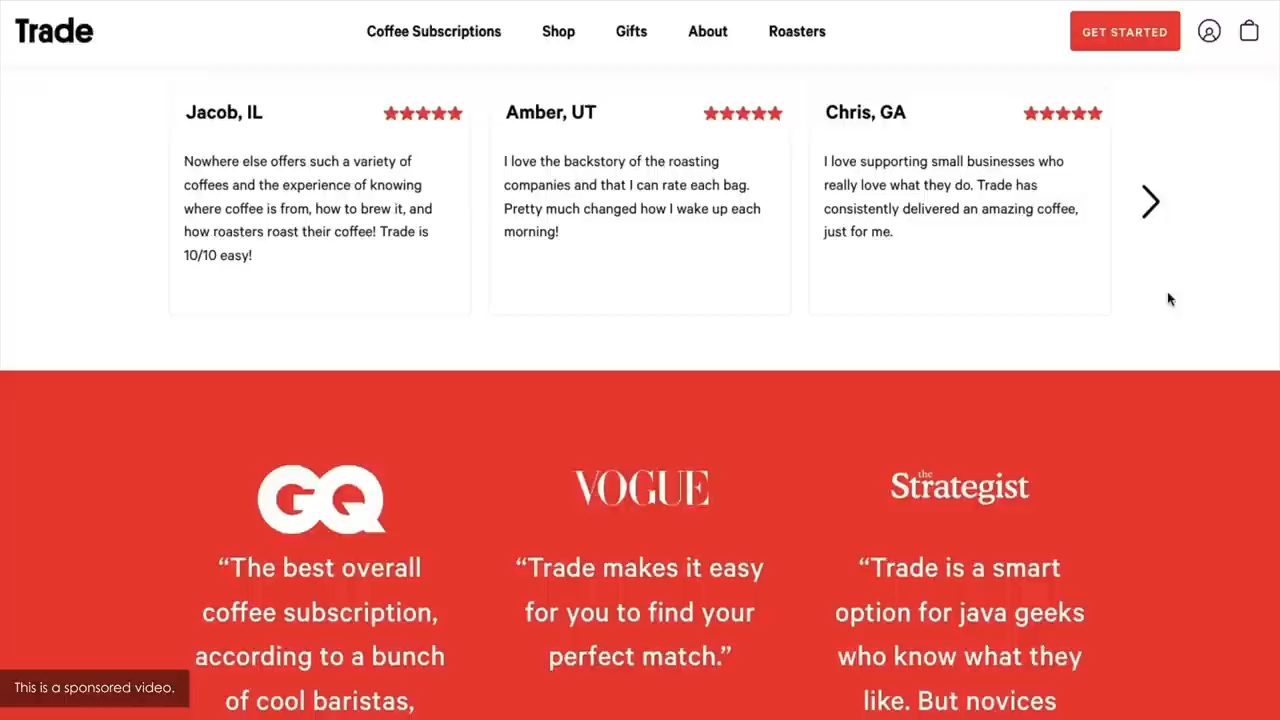 Trade
Coffee Subscriptions
Shop
Gifts
About
Roasters
GET STARTED
Jacob, IL
Nowhere else offers such a variety of
coffees and the experience of knowing
where coffee is from, how to brew it, and
how roasters roast their coffee! Trade is
10/10 easy!
Amber, UT
I love the backstory of the roasting
companies and that I can rate each bag.
Pretty much changed how I wake up each
morning!
Chris, GA
I love supporting small businesses who
really love what they do. Trade has
consistently delivered an amazing coffee,
just for me.
GQ
“The best overall
coffee subscription,
according to a bunch
of cool baristas,
VOGUE
“Trade makes it easy
for you to find your
perfect match.”
the
Strategist
“Trade is a smart
option for java geeks
who know what they
like. But novices
This is a sponsored video.